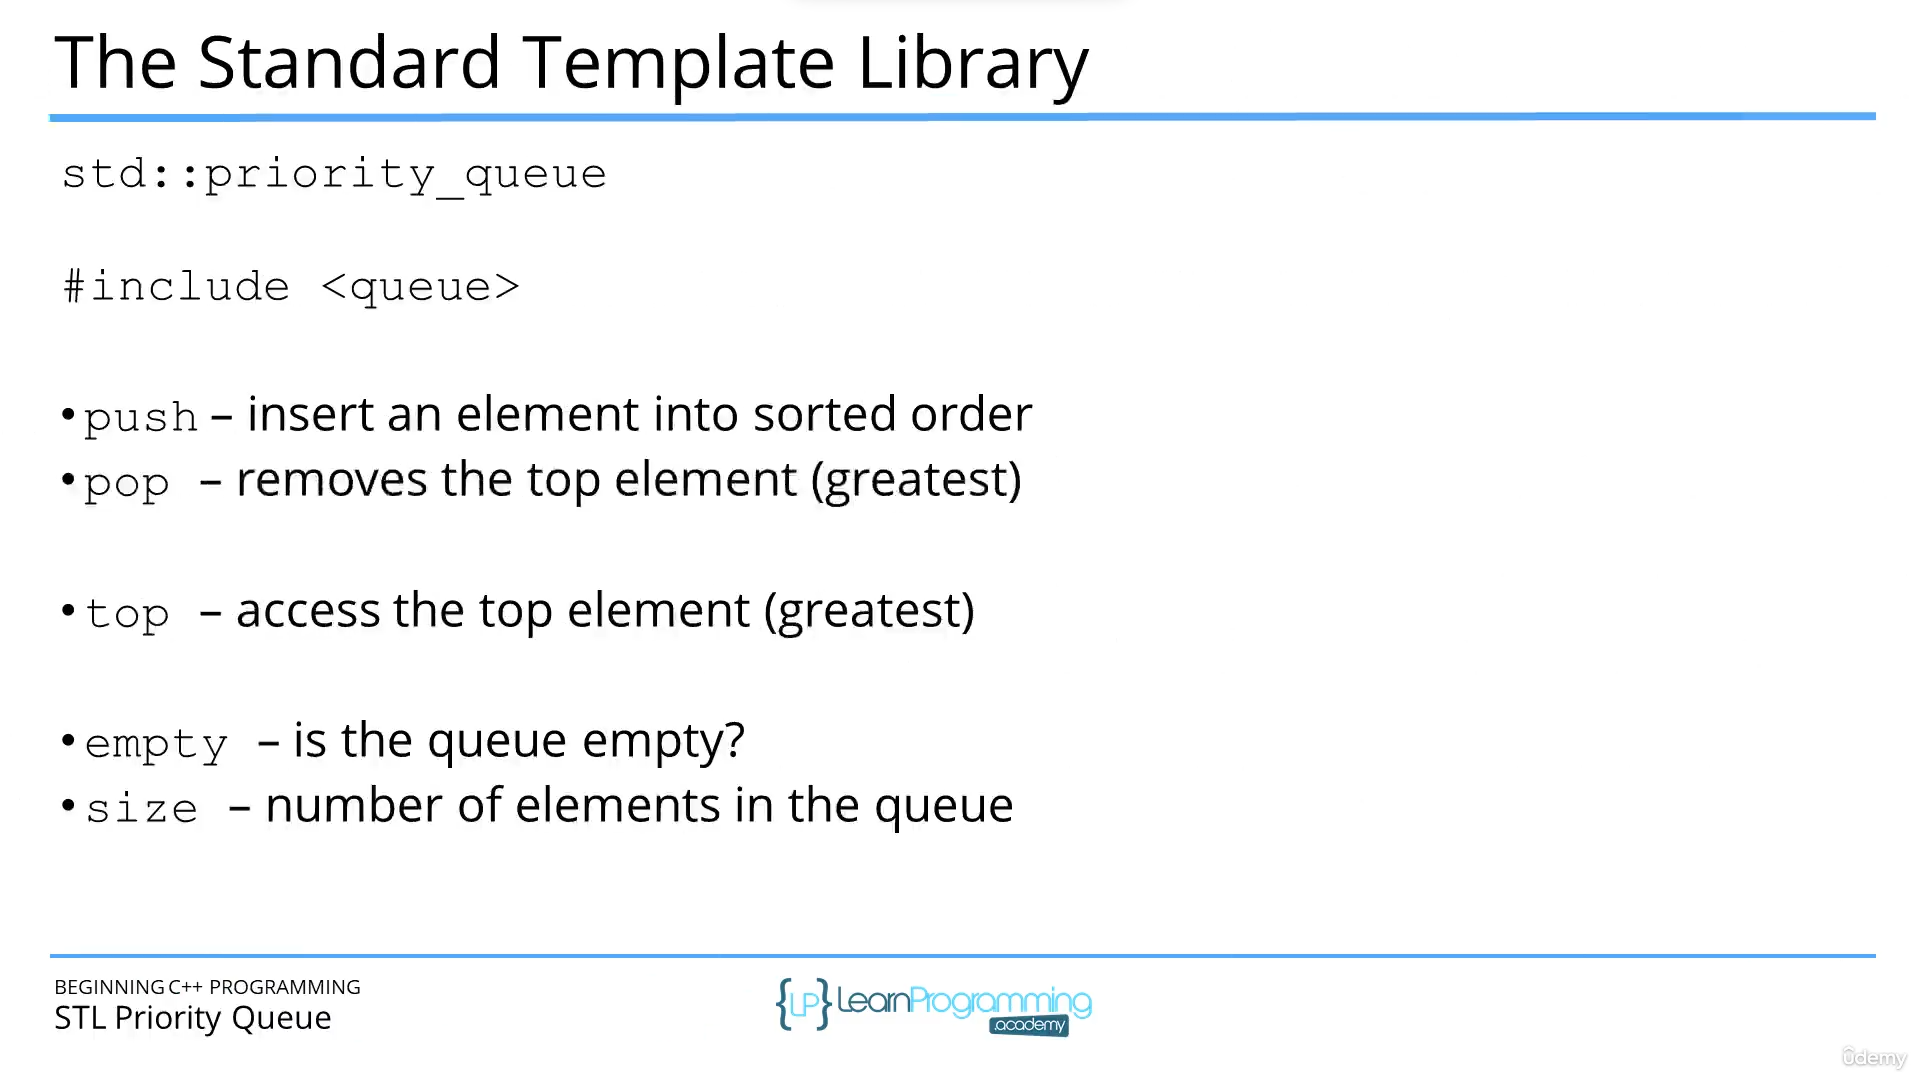 The Standard Template Library
std::priority_queue
#include <queue>
•push – insert an element into sorted order
•pop – removes the top element (greatest)
•top – access the top element (greatest)
•empty – is the queue empty?
•size – number of elements in the queue
BEGINNING C++ PROGRAMMING
STL Priority Queue
{LP} LearnProgramming
.academy
ûdemy